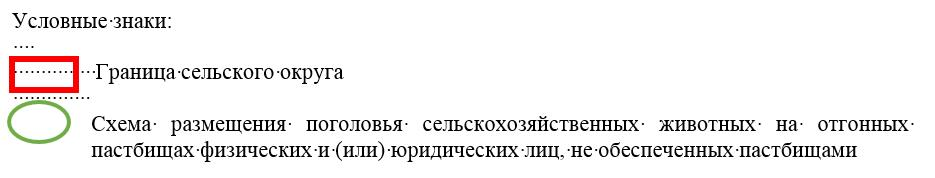 Условные знаки:
Граница сельского округа
Схема размещения поголовья сельскохозяйственных животных на отгонных
пастбищах физических и (или) юридических лиц, не обеспеченных пастбищами